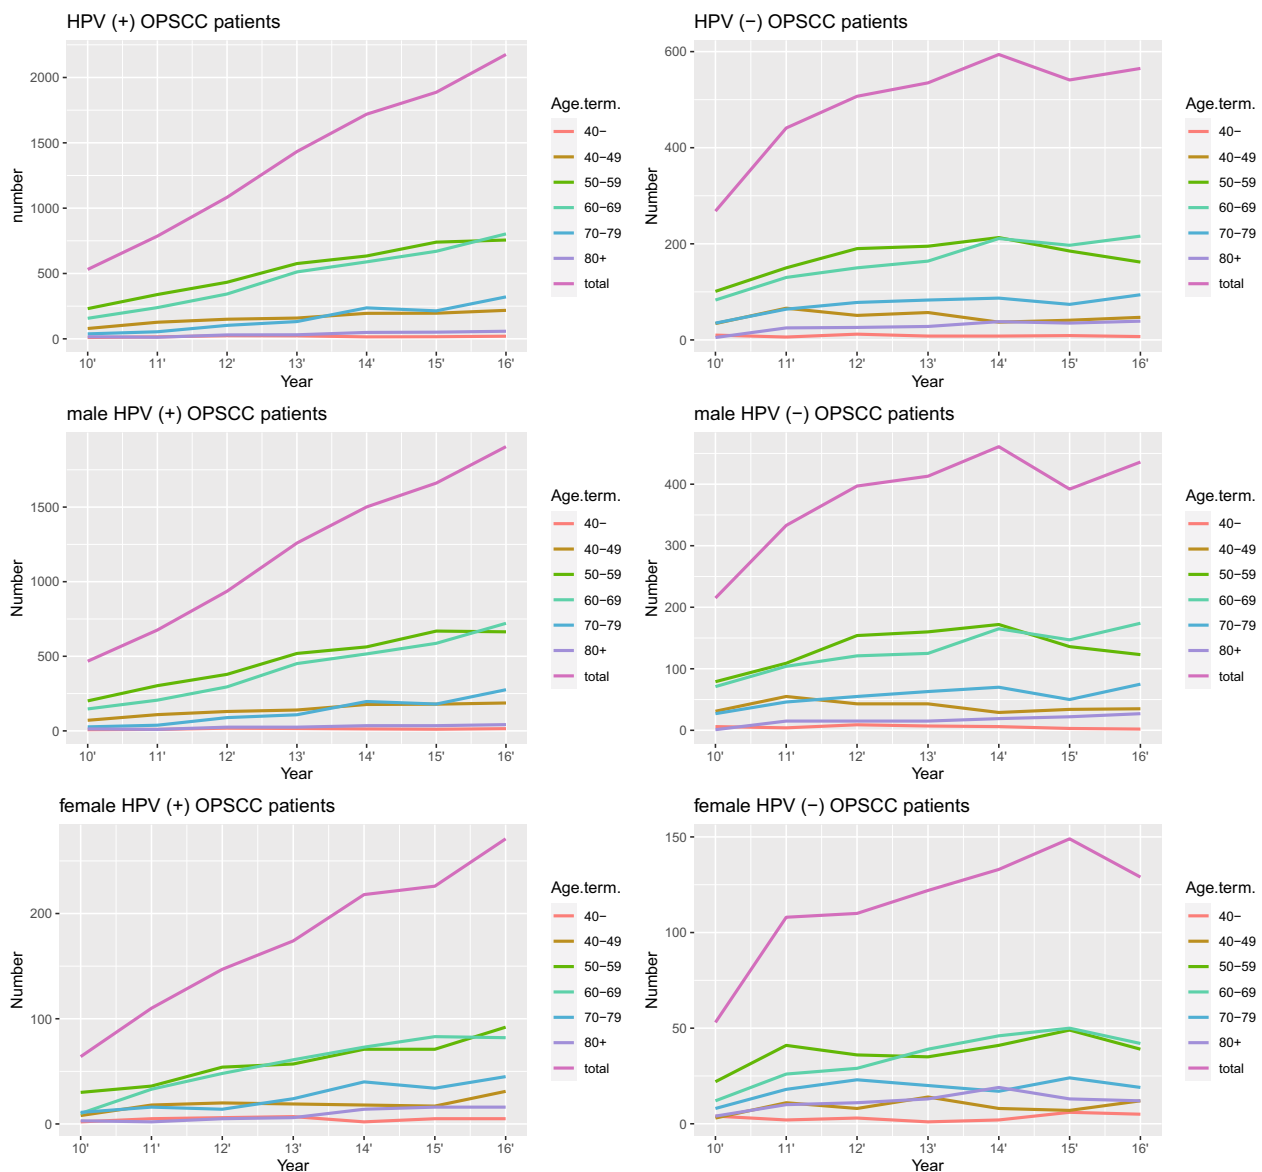 HPV (+) OPSCC patients
number
2000
1500
1000
500
0
10' 11' 12' 13' 14' 15' 16'
Year
Age.term.
40−
40−49
50−59
60−69
70−79
80+
total
HPV (−) OPSCC patients
Number
600
400
200
0
10' 11' 12' 13' 14' 15' 16'
Year
Age.term.
40−
40−49
50−59
60−69
70−79
80+
total
male HPV (+) OPSCC patients
Number
1500
1000
500
0
10' 11' 12' 13' 14' 15' 16'
Year
Age.term.
40−
40−49
50−59
60−69
70−79
80+
total
male HPV (−) OPSCC patients
Number
400
300
200
100
0
10' 11' 12' 13' 14' 15' 16'
Year
Age.term.
40−
40−49
50−59
60−69
70−79
80+
total
female HPV (+) OPSCC patients
Number
200
100
0
10' 11' 12' 13' 14' 15' 16'
Year
Age.term.
40−
40−49
50−59
60−69
70−79
80+
total
female HPV (−) OPSCC patients
Number
150
100
50
0
10' 11' 12' 13' 14' 15' 16'
Year
Age.term.
40−
40−49
50−59
60−69
70−79
80+
total